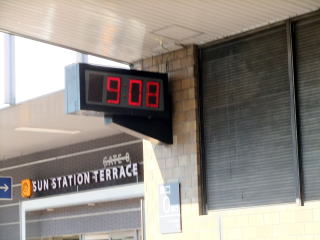 9:08
GATE 8
SUN STATION TERRACE